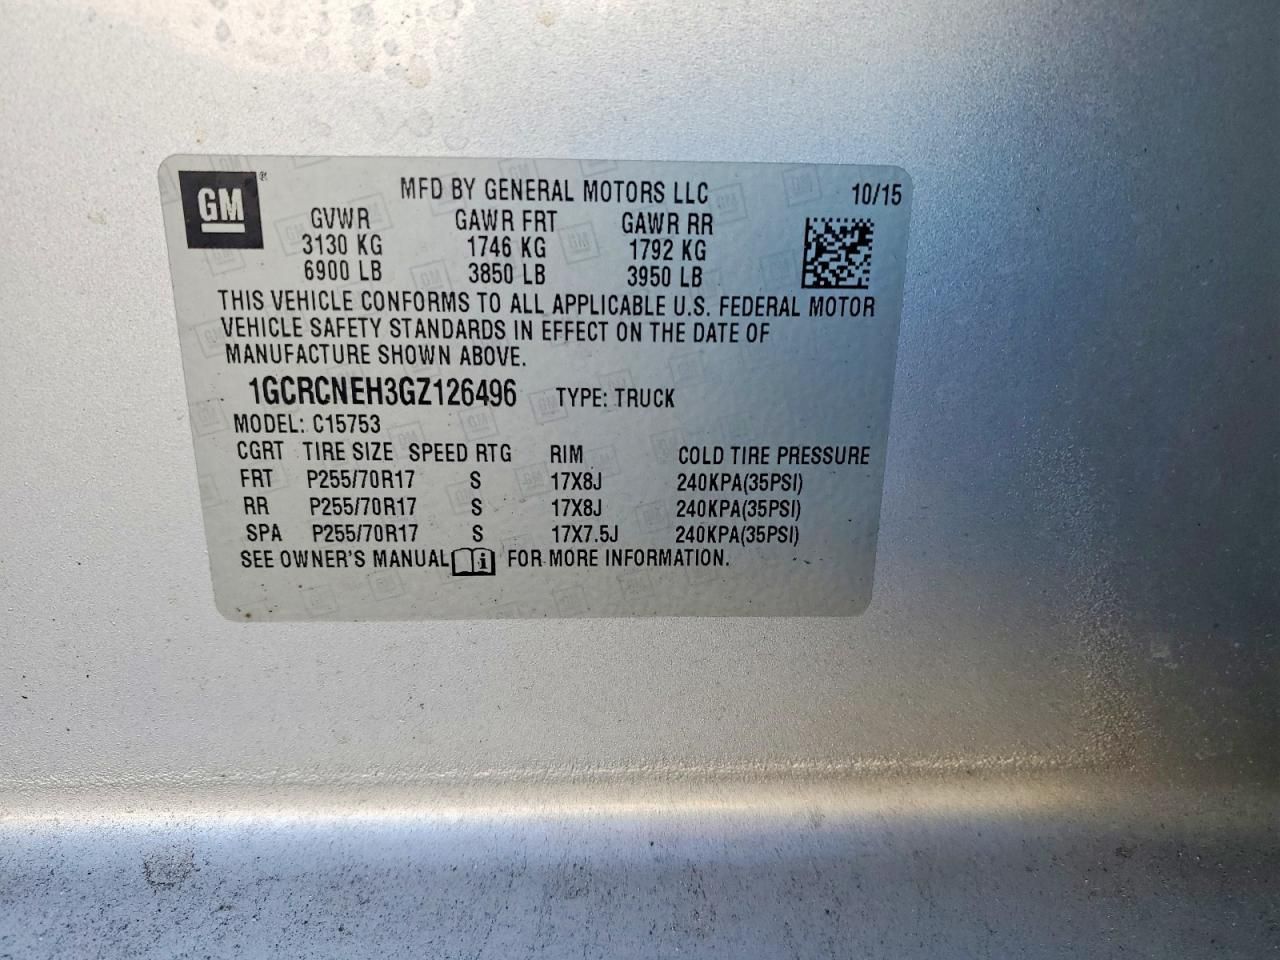 GM ® MFD BY GENERAL MOTORS LLC 10/15
GVWR GAWR FRT GAWR RR
3130 KG 1746 KG 1792 KG
6900 LB 3850 LB 3950 LB
THIS VEHICLE CONFORMS TO ALL APPLICABLE U.S. FEDERAL MOTOR
VEHICLE SAFETY STANDARDS IN EFFECT ON THE DATE OF
MANUFACTURE SHOWN ABOVE.
1GCRCNEH3GZ126496 TYPE: TRUCK
MODEL: C15753
CGRT TIRE SIZE SPEED RTG RIM COLD TIRE PRESSURE
FRT P255/70R17 S 17X8J 240KPA(35PSI)
RR P255/70R17 S 17X8J 240KPA(35PSI)
SPA P255/70R17 S 17X7.5J 240KPA(35PSI)
SEE OWNER'S MANUAL i FOR MORE INFORMATION.